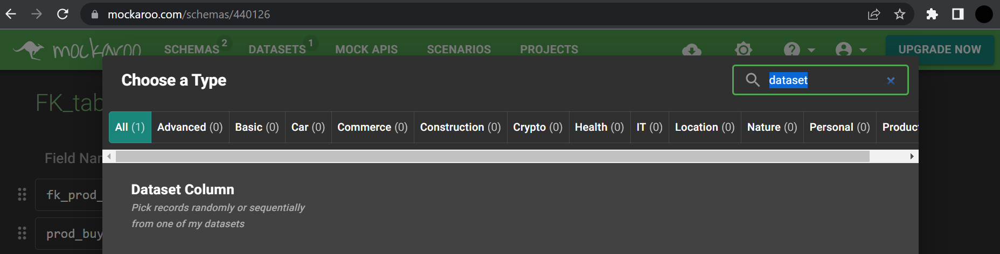 mockaroo.com/schemas/440126
mockaroo SCHEMAS 2 DATASETS 1 MOCK APIS SCENARIOS PROJECTS ? UPGRADE NOW
Choose a Type
dataset ×
FK_tab
All (1) Advanced (0) Basic (0) Car (0) Commerce (0) Construction (0) Crypto (0) Health (0) IT (0) Location (0) Nature (0) Personal (0) Product
Field Nam
Dataset Column
fk_prod_
Pick records randomly or sequentially
from one of my datasets
prod_buy